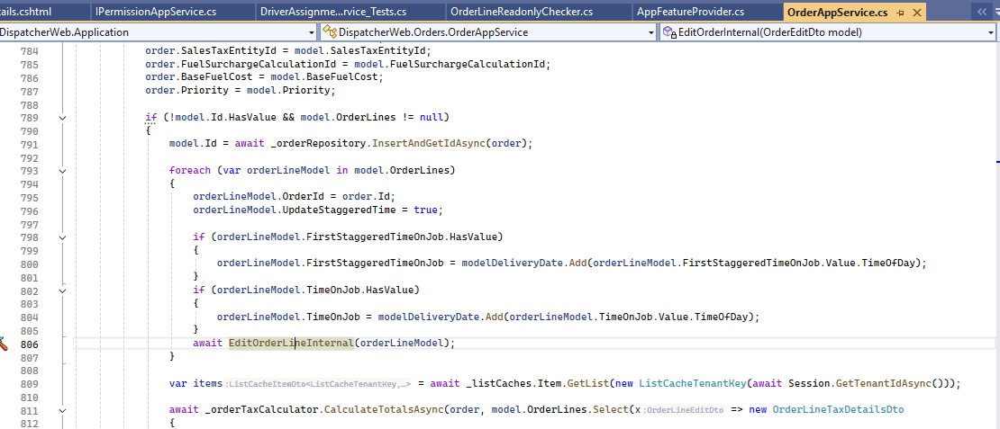 tails.cshtml IPermissionAppService.cs DriverAssignme...rvice_Tests.cs OrderLineReadonlyChecker.cs AppFeatureProvider.cs OrderAppService.cs
DispatcherWeb.Application DispatcherWeb.Orders.OrderAppService EditOrderInternal(OrderEditDto model)
784 order.SalesTaxEntityId = model.SalesTaxEntityId;
785 order.FuelSurchargeCalculationId = model.FuelSurchargeCalculationId;
786 order.BaseFuelCost = model.BaseFuelCost;
787 order.Priority = model.Priority;
788
789 if (!model.Id.HasValue && model.OrderLines != null)
790 {
791 model.Id = await _orderRepository.InsertAndGetIdAsync(order);
792
793 foreach (var orderLineModel in model.OrderLines)
794 {
795 orderLineModel.OrderId = order.Id;
796 orderLineModel.UpdateStaggeredTime = true;
797
798 if (orderLineModel.FirstStaggeredTimeOnJob.HasValue)
799 {
800 orderLineModel.FirstStaggeredTimeOnJob = modelDeliveryDate.Add(orderLineModel.FirstStaggeredTimeOnJob.Value.TimeOfDay);
801 }
802 if (orderLineModel.TimeOnJob.HasValue)
803 {
804 orderLineModel.TimeOnJob = modelDeliveryDate.Add(orderLineModel.TimeOnJob.Value.TimeOfDay);
805 }
806 await EditOrderLineInternal(orderLineModel);
807 }
808
809 var items:ListCacheItemDto<ListCacheTenantKey,…> = await _listCaches.Item.GetList(new ListCacheTenantKey(await Session.GetTenantIdAsync()));
810
811 await _orderTaxCalculator.CalculateTotalsAsync(order, model.OrderLines.Select(x:OrderLineEditDto => new OrderLineTaxDetailsDto
812 {